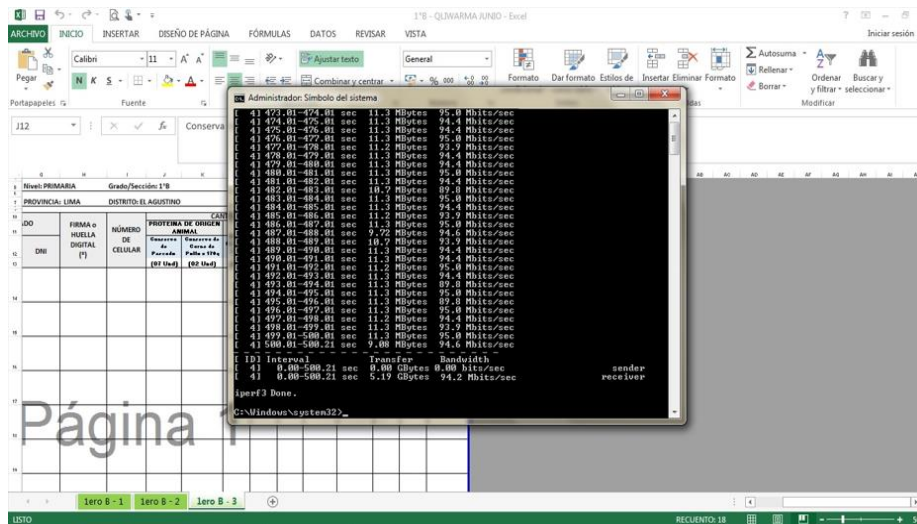 1°B - QLIWARMA JUNIO - Excel
ARCHIVO INICIO INSERTAR DISEÑO DE PÁGINA FÓRMULAS DATOS REVISAR VISTA Iniciar sesión
Pegar
Calibri 11
N K S
Ajustar texto
Combinar y centrar
General
% 000
Formato
Dar formato Estilos de Insertar Eliminar Formato
Autosuma
Rellenar
Borrar
Ordenar y filtrar
Buscar y seleccionar
Portapapeles Fuente Modificar
J12 fx Conserva
Nivel: PRIMARIA Grado/Sección: 1°B
PROVINCIA: LIMA DISTRITO: EL AGUSTINO
DNI
FIRMA o HUELLA DIGITAL (*)
NÚMERO DE CELULAR
PROTEINA DE ORIGEN ANIMAL
Conserva de Pescado
(07 Und) (02 Und)
Página 1
Administrador: Símbolo del sistema
[ 4] 473.01-474.01 sec 11.3 MBytes 95.0 Mbits/sec
[ 4] 474.01-475.01 sec 11.3 MBytes 94.4 Mbits/sec
[ 4] 475.01-476.01 sec 11.3 MBytes 94.4 Mbits/sec
[ 4] 476.01-477.01 sec 11.3 MBytes 95.0 Mbits/sec
[ 4] 477.01-478.01 sec 11.2 MBytes 93.9 Mbits/sec
[ 4] 478.01-479.01 sec 11.3 MBytes 94.4 Mbits/sec
[ 4] 479.01-480.01 sec 11.3 MBytes 94.4 Mbits/sec
[ 4] 480.01-481.01 sec 11.3 MBytes 95.0 Mbits/sec
[ 4] 481.01-482.01 sec 11.3 MBytes 94.4 Mbits/sec
[ 4] 482.01-483.01 sec 10.7 MBytes 89.8 Mbits/sec
[ 4] 483.01-484.01 sec 11.3 MBytes 95.0 Mbits/sec
[ 4] 484.01-485.01 sec 11.3 MBytes 94.4 Mbits/sec
[ 4] 485.01-486.01 sec 11.2 MBytes 93.9 Mbits/sec
[ 4] 486.01-487.01 sec 11.3 MBytes 95.0 Mbits/sec
[ 4] 487.01-488.01 sec 9.72 MBytes 94.6 Mbits/sec
[ 4] 488.01-489.01 sec 10.7 MBytes 93.9 Mbits/sec
[ 4] 489.01-490.01 sec 11.3 MBytes 94.4 Mbits/sec
[ 4] 490.01-491.01 sec 11.3 MBytes 94.4 Mbits/sec
[ 4] 491.01-492.01 sec 11.2 MBytes 95.0 Mbits/sec
[ 4] 492.01-493.01 sec 11.3 MBytes 94.4 Mbits/sec
[ 4] 493.01-494.01 sec 11.3 MBytes 89.8 Mbits/sec
[ 4] 494.01-495.01 sec 11.3 MBytes 95.0 Mbits/sec
[ 4] 495.01-496.01 sec 11.3 MBytes 89.8 Mbits/sec
[ 4] 496.01-497.01 sec 11.3 MBytes 95.0 Mbits/sec
[ 4] 497.01-498.01 sec 11.2 MBytes 94.4 Mbits/sec
[ 4] 498.01-499.01 sec 11.3 MBytes 93.9 Mbits/sec
[ 4] 499.01-500.01 sec 11.3 MBytes 95.0 Mbits/sec
[ 4] 500.01-500.21 sec 9.08 MBytes 94.6 Mbits/sec
- - - - - - - - - - - - - - - - - - - - - - - - -
[ ID] Interval Transfer Bandwidth
[ 4] 0.00-500.21 sec 0.00 GBytes 0.00 bits/sec sender
[ 4] 0.00-500.21 sec 5.19 GBytes 94.2 Mbits/sec receiver
iperf3 Done.
C:\Windows\system32>_
1ero B - 1 1ero B - 2 1ero B - 3
LISTO RECUENTO: 18